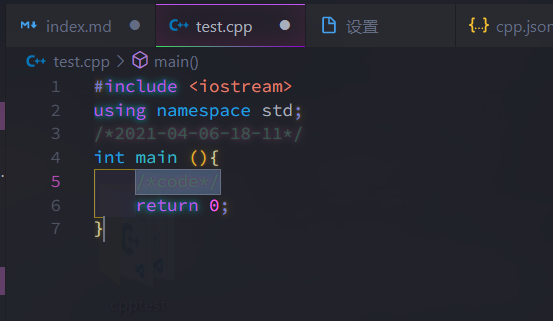 index.md
test.cpp
设置
cpp.json
test.cpp > main()
1 #include <iostream>
2 using namespace std;
3 /*2021-04-06-18-11*/
4 int main (){
5 /*code*/
6 return 0;
7 }